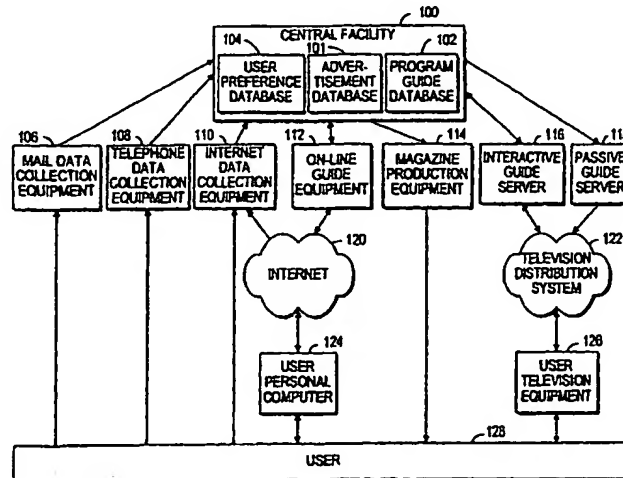 100
CENTRAL FACILITY
104
101
102
USER
PREFERENCE
DATABASE
ADVER-
TISEMENT
DATABASE
PROGRAM
GUIDE
DATABASE
106
108
110
112
114
116
MAIL DATA
COLLECTION
EQUIPMENT
TELEPHONE
DATA
COLLECTION
EQUIPMENT
INTERNET
DATA
COLLECTION
EQUIPMENT
ON-LINE
GUIDE
EQUIPMENT
MAGAZINE
PRODUCTION
EQUIPMENT
INTERACTIVE
GUIDE
SERVER
PASSIVE
GUIDE
SERVER
120
INTERNET
122
TELEVISION
DISTRIBUTION
SYSTEM
124
USER
PERSONAL
COMPUTER
126
USER
TELEVISION
EQUIPMENT
128
USER